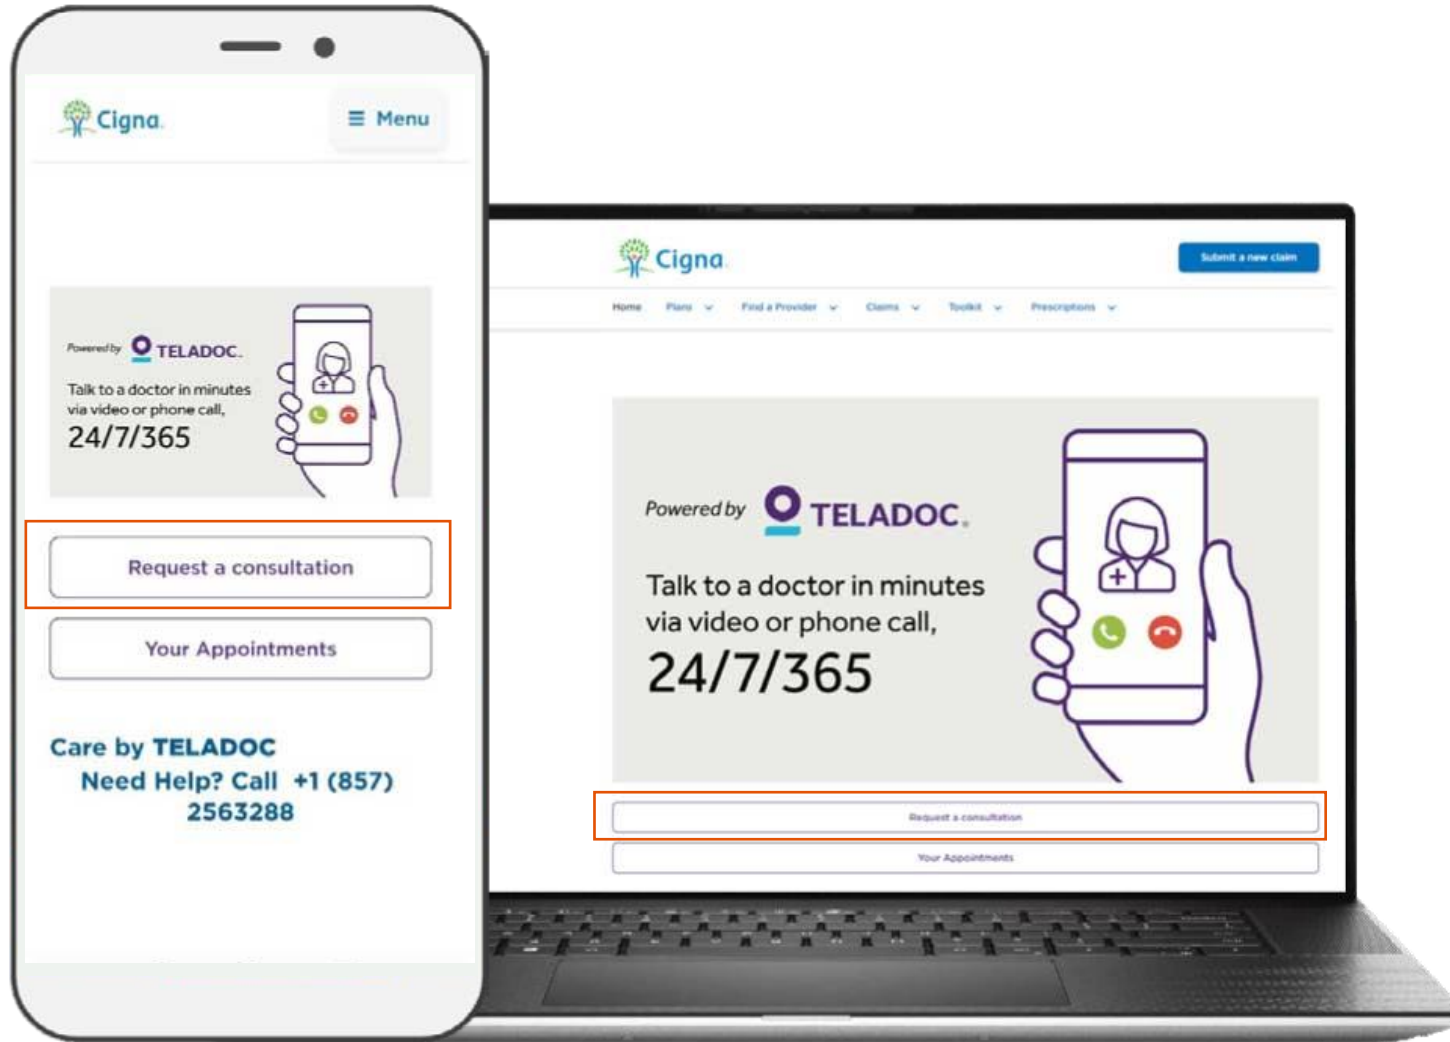 Cigna
Menu
Powered by TELADOC
Talk to a doctor in minutes
via video or phone call,
24/7/365
Request a consultation
Your Appointments
Care by TELADOC
Need Help? Call +1 (857)
2563288
Cigna
Submit a new claim
Home Plans Find a Provider Claims Toolkit Prescriptions
Powered by TELADOC
Talk to a doctor in minutes
via video or phone call,
24/7/365
Request a consultation
Your Appointments